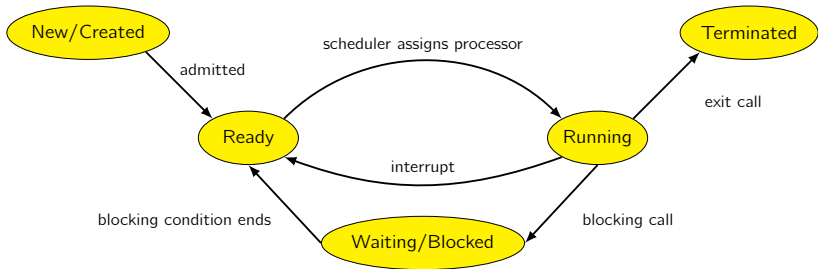 New/Created
Terminated
scheduler assigns processor
admitted
exit call
Ready
Running
interrupt
blocking condition ends
blocking call
Waiting/Blocked